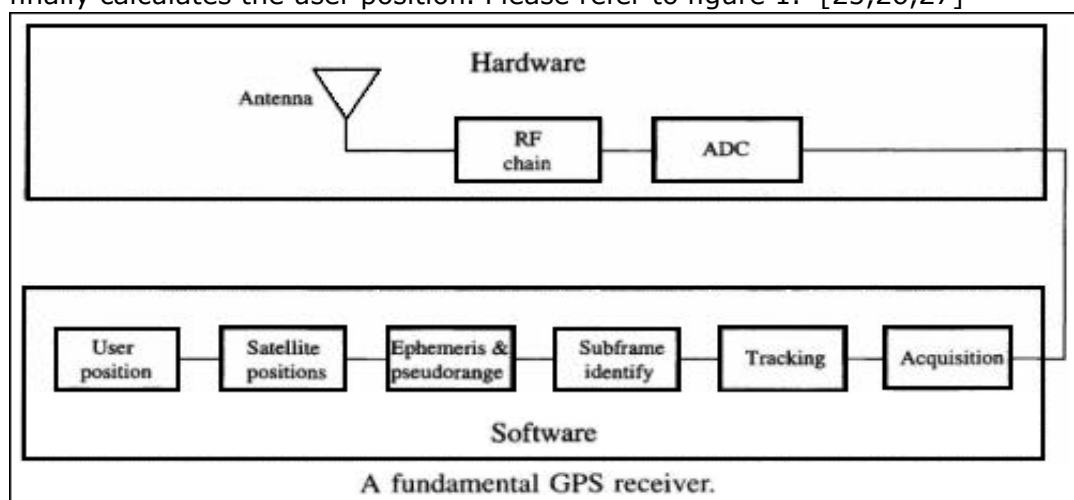 finally calculates the user position. Please refer to figure 1. [25,26,27]
Hardware
Antenna
RF
chain
ADC
User
position
Satellite
positions
Ephemeris &
pseudorange
Subframe
identify
Tracking
Acquisition
Software
A fundamental GPS receiver.